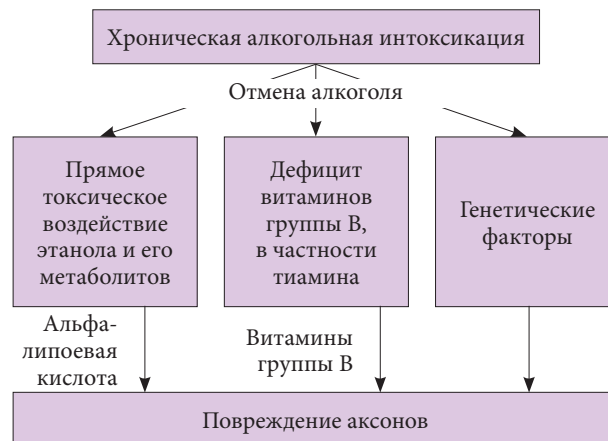 Хроническая алкогольная интоксикация
Отмена алкоголя
Прямое
токсическое
воздействие
этанола и его
метаболитов
Дефицит
витаминов
группы В,
в частности
тиамина
Генетические
факторы
Альфа-
липоевая
кислота
Витамины
группы В
Повреждение аксонов